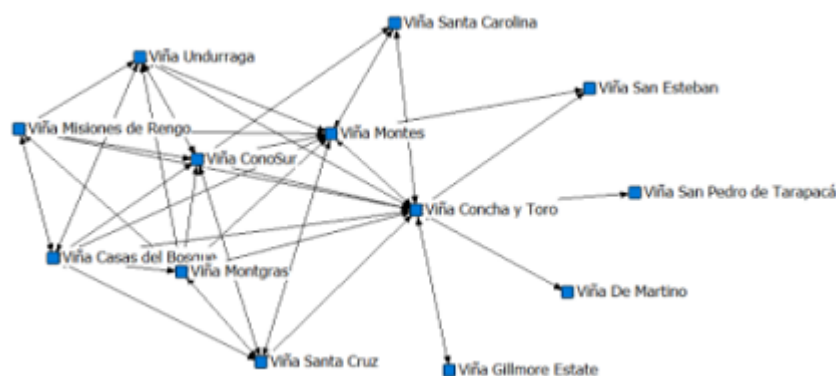 Viña Santa Carolina
Viña Undurraga
Viña San Esteban
Viña Misiones de Rengo
Viña Montes
Viña ConoSur
Viña San Pedro de Tarapacá
Viña Concha y Toro
Viña Casas del Bosque
Viña Montgras
Viña De Martino
Viña Santa Cruz
Viña Gillmore Estate